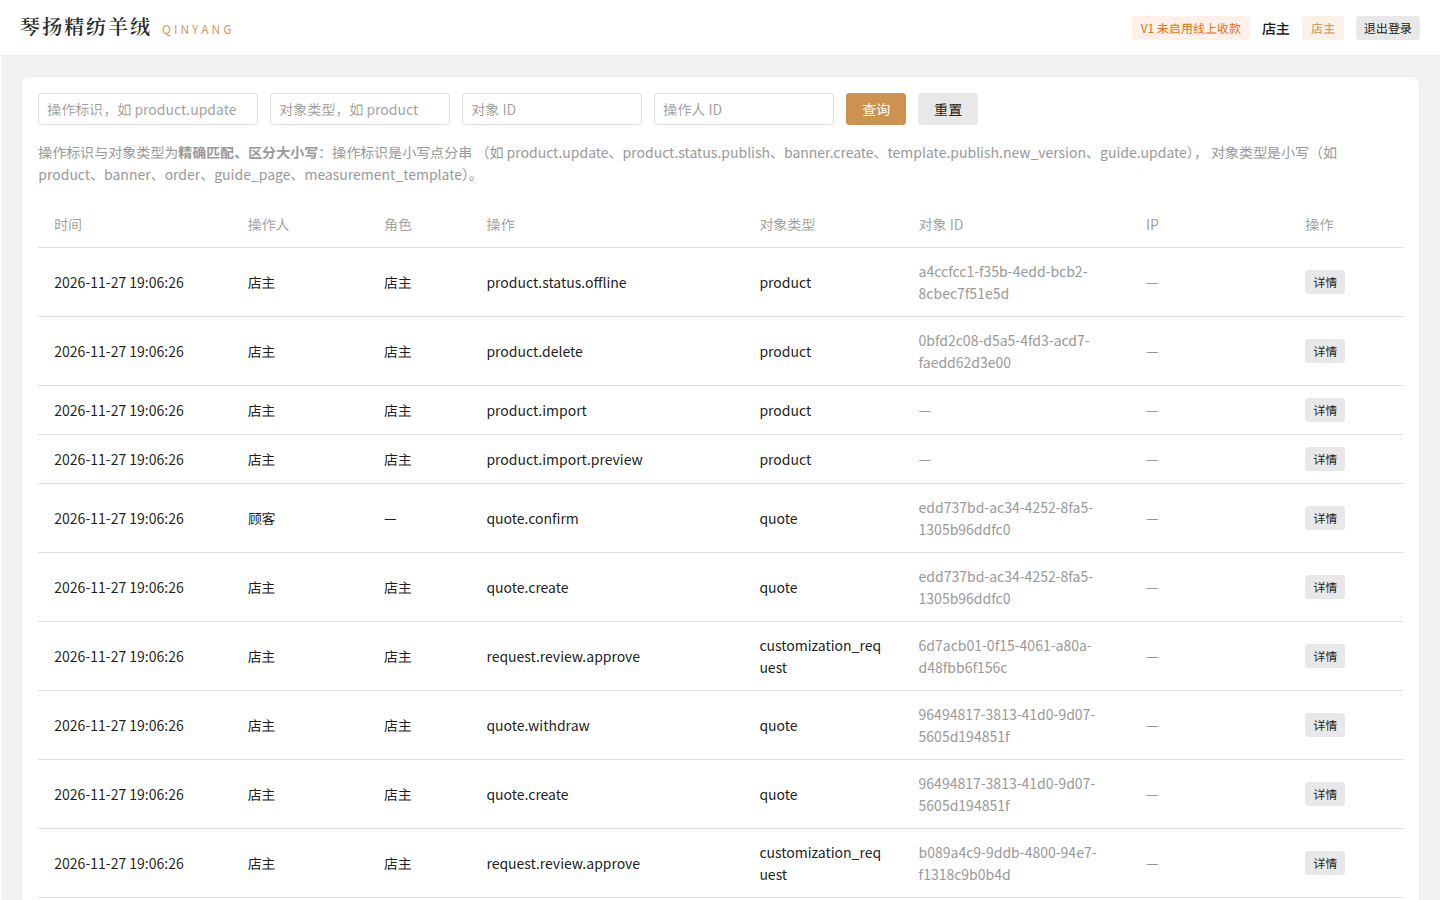 琴扬精纺羊绒 QINYANG V1 未启用线上收款 店主 店主 退出登录
操作标识，如 product.update 对象类型，如 product 对象 ID 操作人 ID 查询 重置
操作标识与对象类型为精确匹配、区分大小写：操作标识是小写点分串 （如 product.update、product.status.publish、banner.create、template.publish.new_version、guide.update）， 对象类型是小写（如
product、banner、order、guide_page、measurement_template）。
时间 操作人 角色 操作 对象类型 对象 ID IP 操作
2026-11-27 19:06:26 店主 店主 product.status.offline product a4ccfcc1-f35b-4edd-bcb2-
8cbec7f51e5d — 详情
2026-11-27 19:06:26 店主 店主 product.delete product 0bfd2c08-d5a5-4fd3-acd7-
faedd62d3e00 — 详情
2026-11-27 19:06:26 店主 店主 product.import product — — 详情
2026-11-27 19:06:26 店主 店主 product.import.preview product — — 详情
2026-11-27 19:06:26 顾客 — quote.confirm quote edd737bd-ac34-4252-8fa5-
1305b96ddfc0 — 详情
2026-11-27 19:06:26 店主 店主 quote.create quote edd737bd-ac34-4252-8fa5-
1305b96ddfc0 — 详情
2026-11-27 19:06:26 店主 店主 request.review.approve customization_req 6d7acb01-0f15-4061-a80a-
uest d48fbb6f156c — 详情
2026-11-27 19:06:26 店主 店主 quote.withdraw quote 96494817-3813-41d0-9d07-
5605d194851f — 详情
2026-11-27 19:06:26 店主 店主 quote.create quote 96494817-3813-41d0-9d07-
5605d194851f — 详情
2026-11-27 19:06:26 店主 店主 request.review.approve customization_req b089a4c9-9ddb-4800-94e7-
uest f1318c9b0b4d — 详情